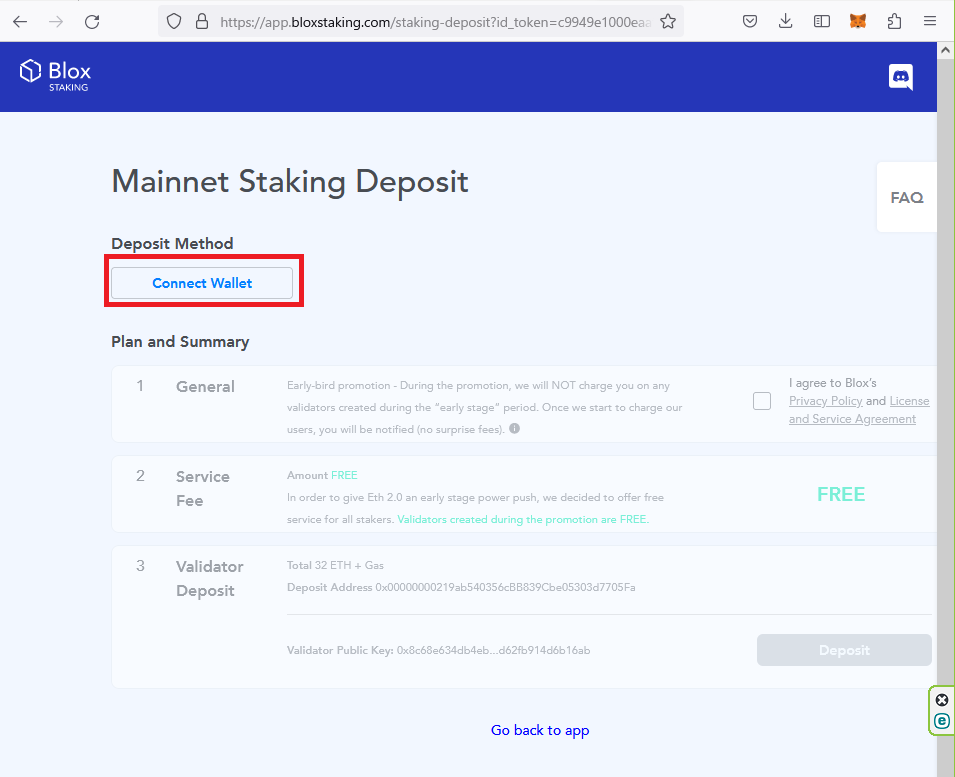 https://app.bloxstaking.com/staking-deposit?id_token=c9949e1000eaa
Blox
STAKING
Mainnet Staking Deposit
FAQ
Deposit Method
Connect Wallet
Plan and Summary
1
General
Early-bird promotion - During the promotion, we will NOT charge you on any
validators created during the “early stage” period. Once we start to charge our
users, you will be notified (no surprise fees).
I agree to Blox’s
Privacy Policy and License
and Service Agreement
2
Service
Fee
Amount FREE
In order to give Eth 2.0 an early stage power push, we decided to offer free
service for all stakers. Validators created during the promotion are FREE.
FREE
3
Validator
Deposit
Total 32 ETH + Gas
Deposit Address 0x00000000219ab540356cBB839Cbe05303d7705Fa
Validator Public Key: 0x8c68e634db4eb...d62fb914d6b16ab
Deposit
Go back to app